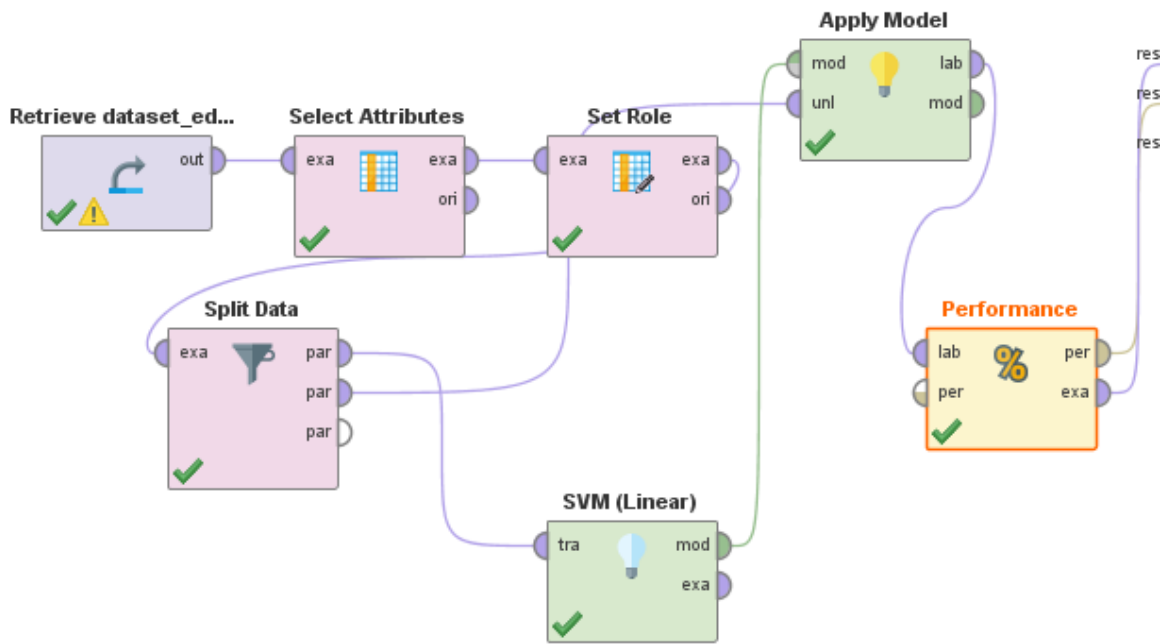 Apply Model
mod lab
unl mod
res
res
res
Retrieve dataset_ed...
out
Select Attributes
exa exa
ori
Set Role
exa exa
ori
Split Data
exa par
par
par
Performance
%
lab per
per exa
SVM (Linear)
tra mod
exa